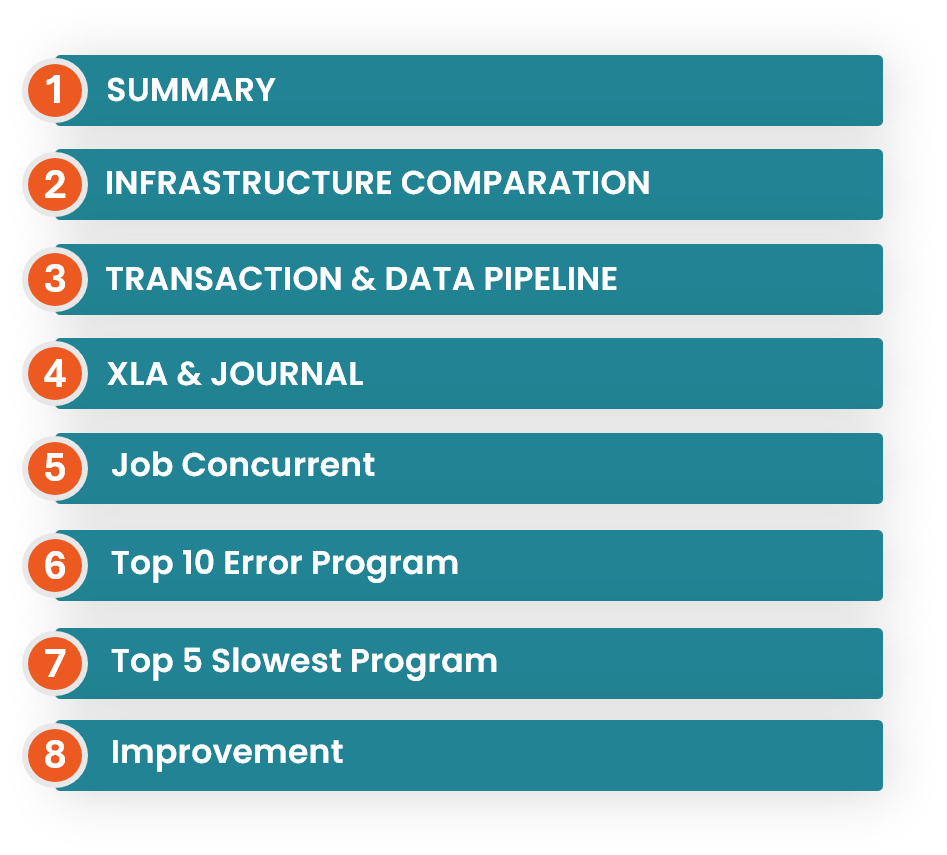 1 SUMMARY
2 INFRASTRUCTURE COMPARATION
3 TRANSACTION & DATA PIPELINE
4 XLA & JOURNAL
5 Job Concurrent
6 Top 10 Error Program
7 Top 5 Slowest Program
8 Improvement